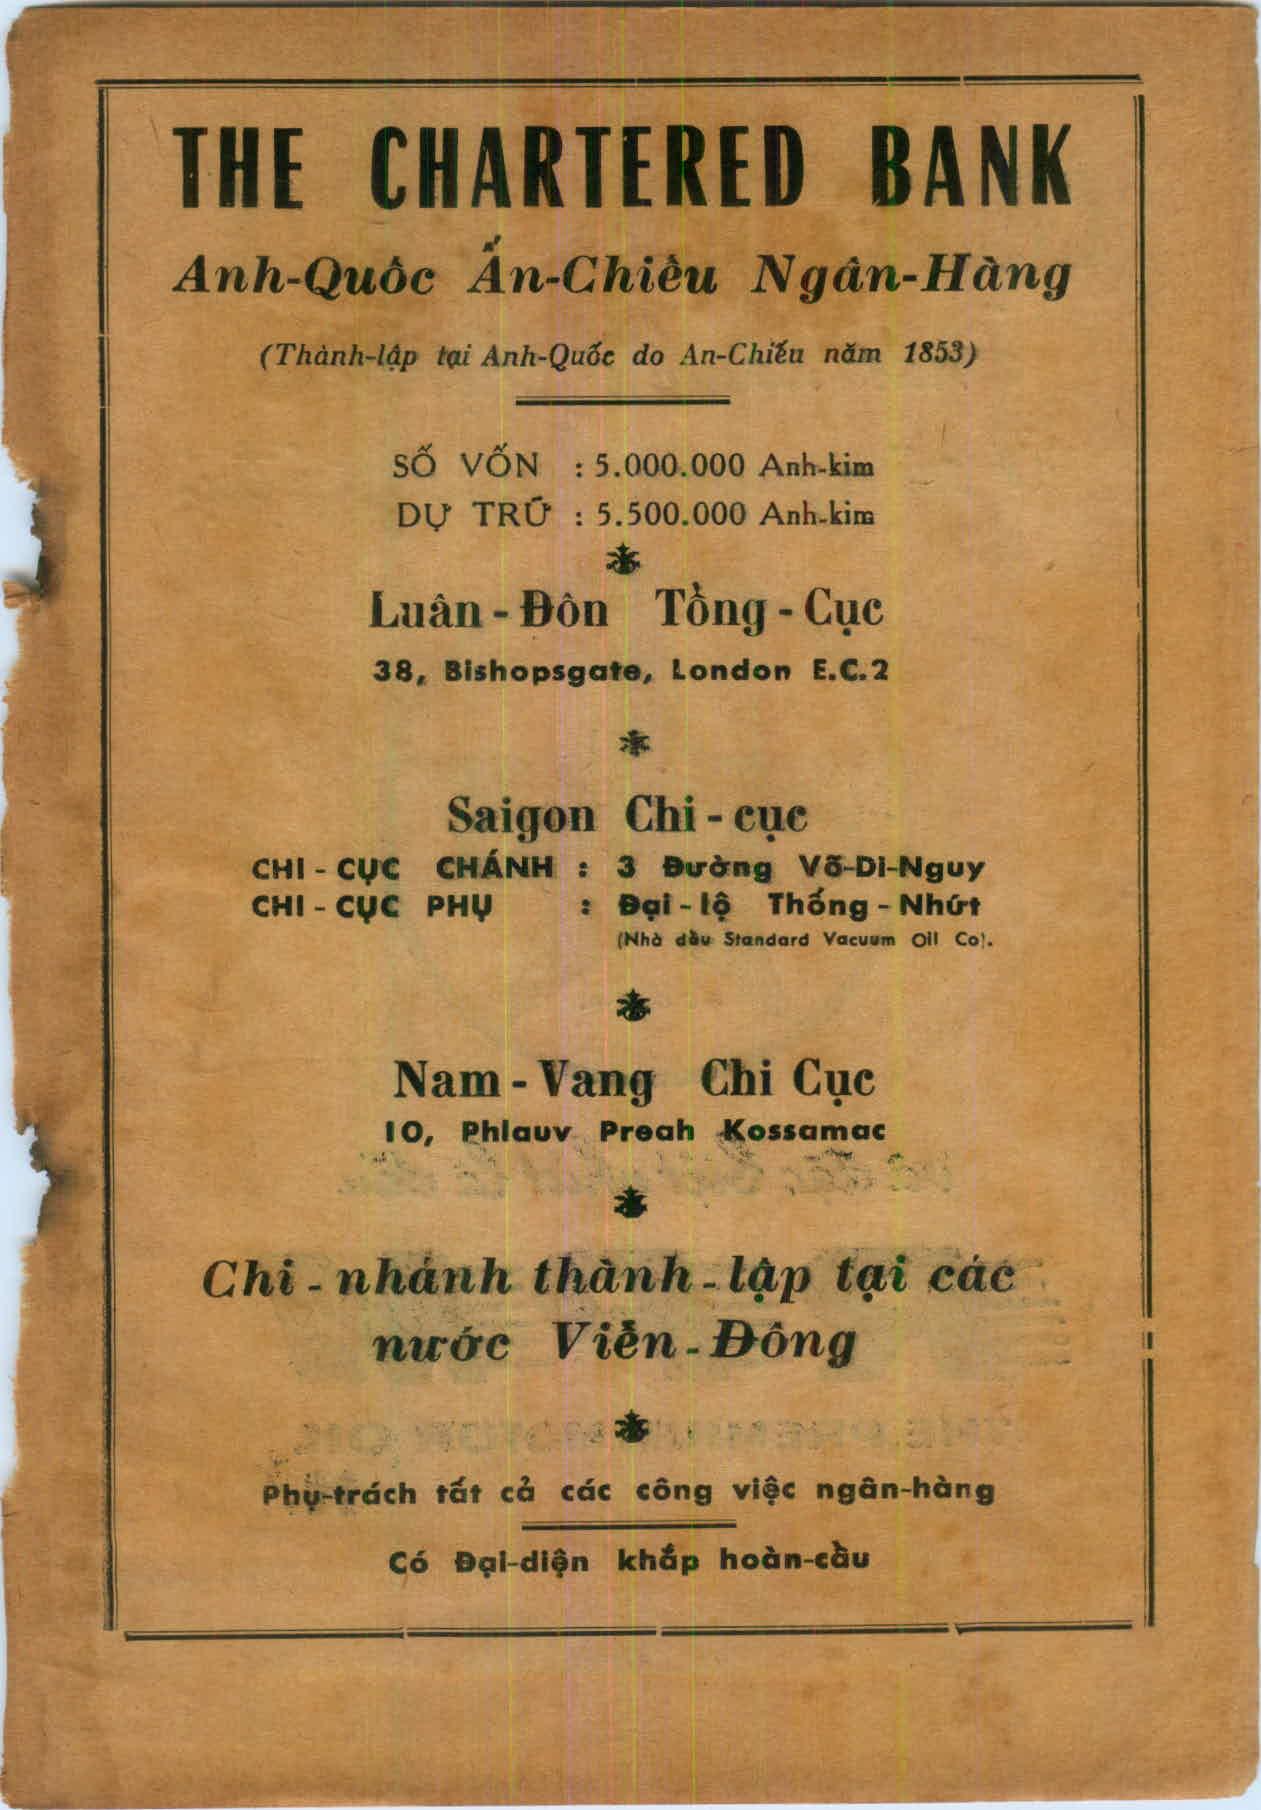 THE CHARTERED BANK
Anh-Quôc Ấn-Chiêu Ngân-Hàng
(Thành-lập tại Anh-Quốc do An-Chiếu năm 1853)
SỐ VỐN : 5.000.000 Anh-kim
DỰ TRỮ : 5.500.000 Anh-kim
Luân-Đôn Tổng-Cục
38, Bishopsgate, London E.C.2
Saigon Chi-cục
CHI-CỤC CHÁNH : 3 Đường Võ-Di-Nguy
CHI-CỤC PHỤ : Đại-lộ Thống-Nhứt
(Nhà dầu Standard Vacuum Oil Co).
Nam-Vang Chi Cục
10, Phlauv Preah Kossamac
Chi-nhánh thành-lập tại các
nước Viễn-Đông
Phụ-trách tất cả các công việc ngân-hàng
Có Đại-diện khắp hoàn-cầu